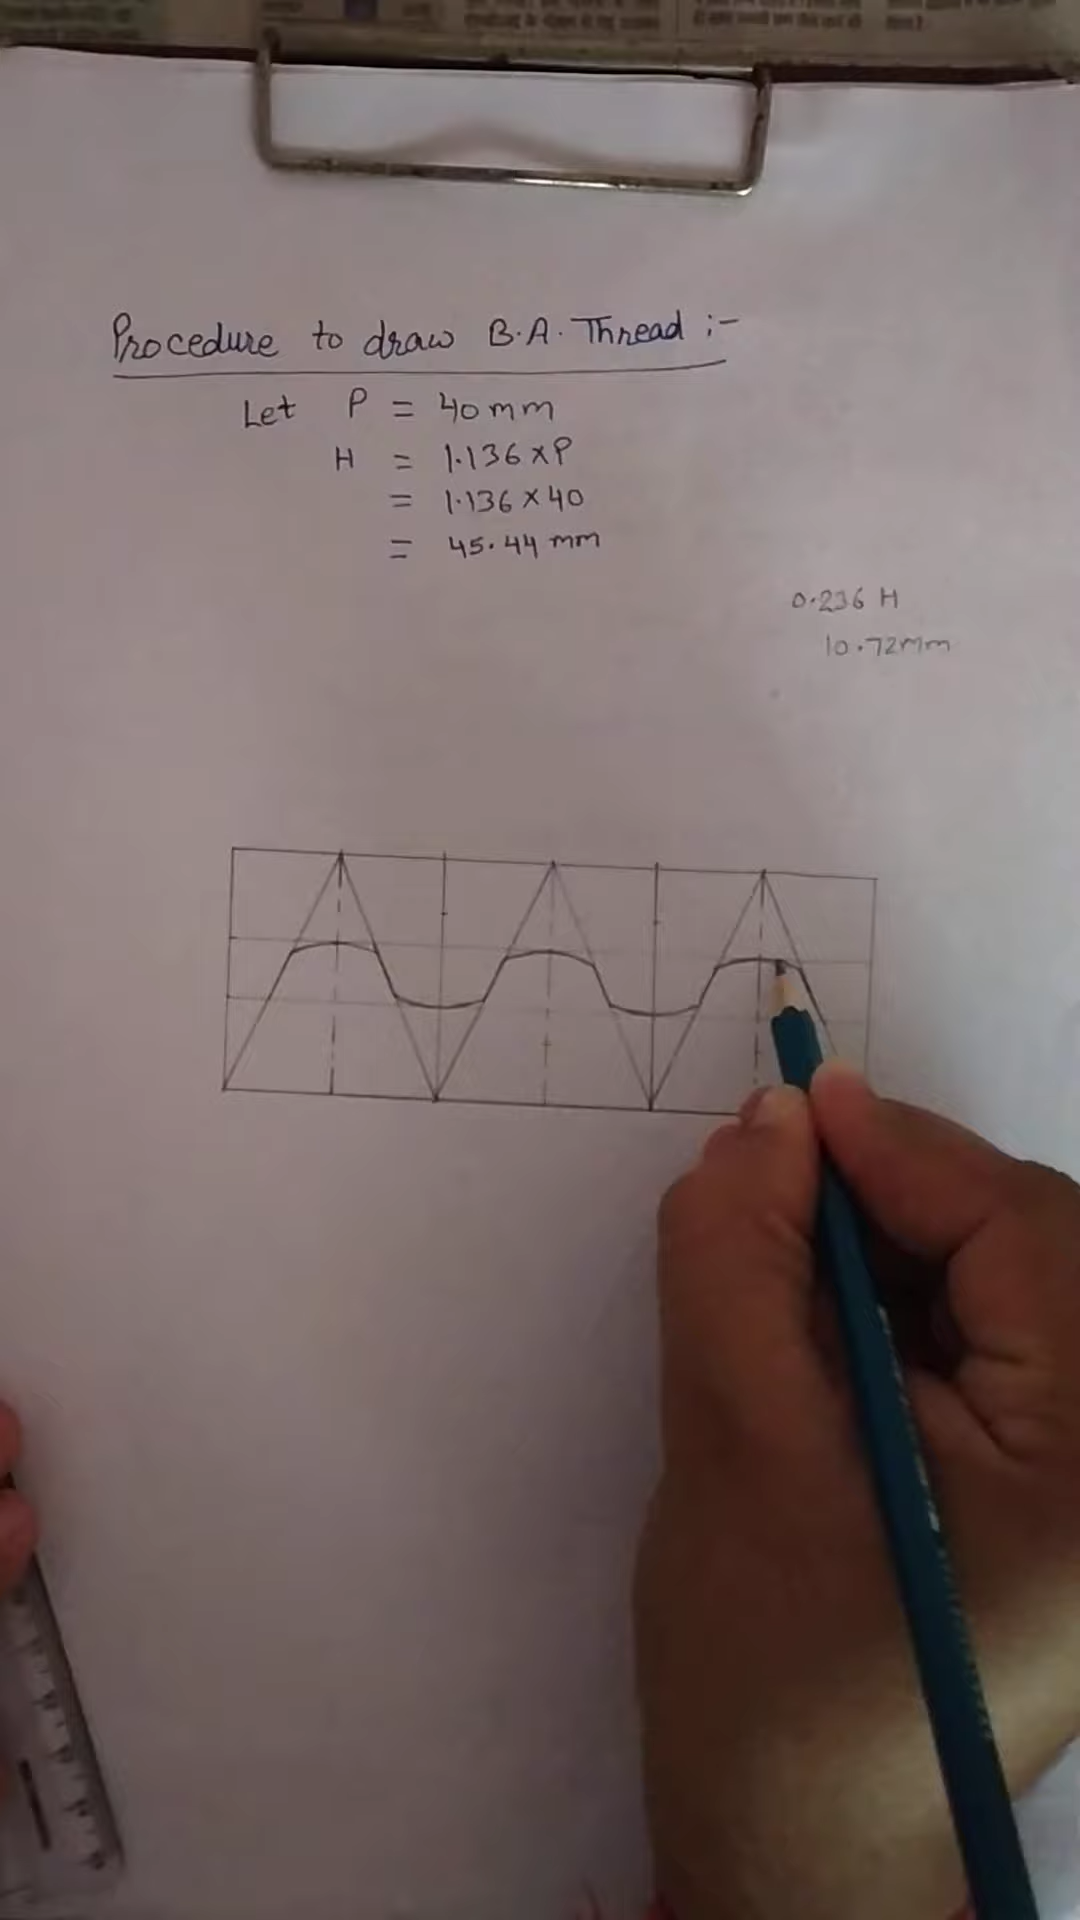 Procedure to draw B.A. Thread :-
Let P = 40mm
H = 1.136 x P
= 1.136 x 40
= 45.44 mm
0.236 H
10.72mm